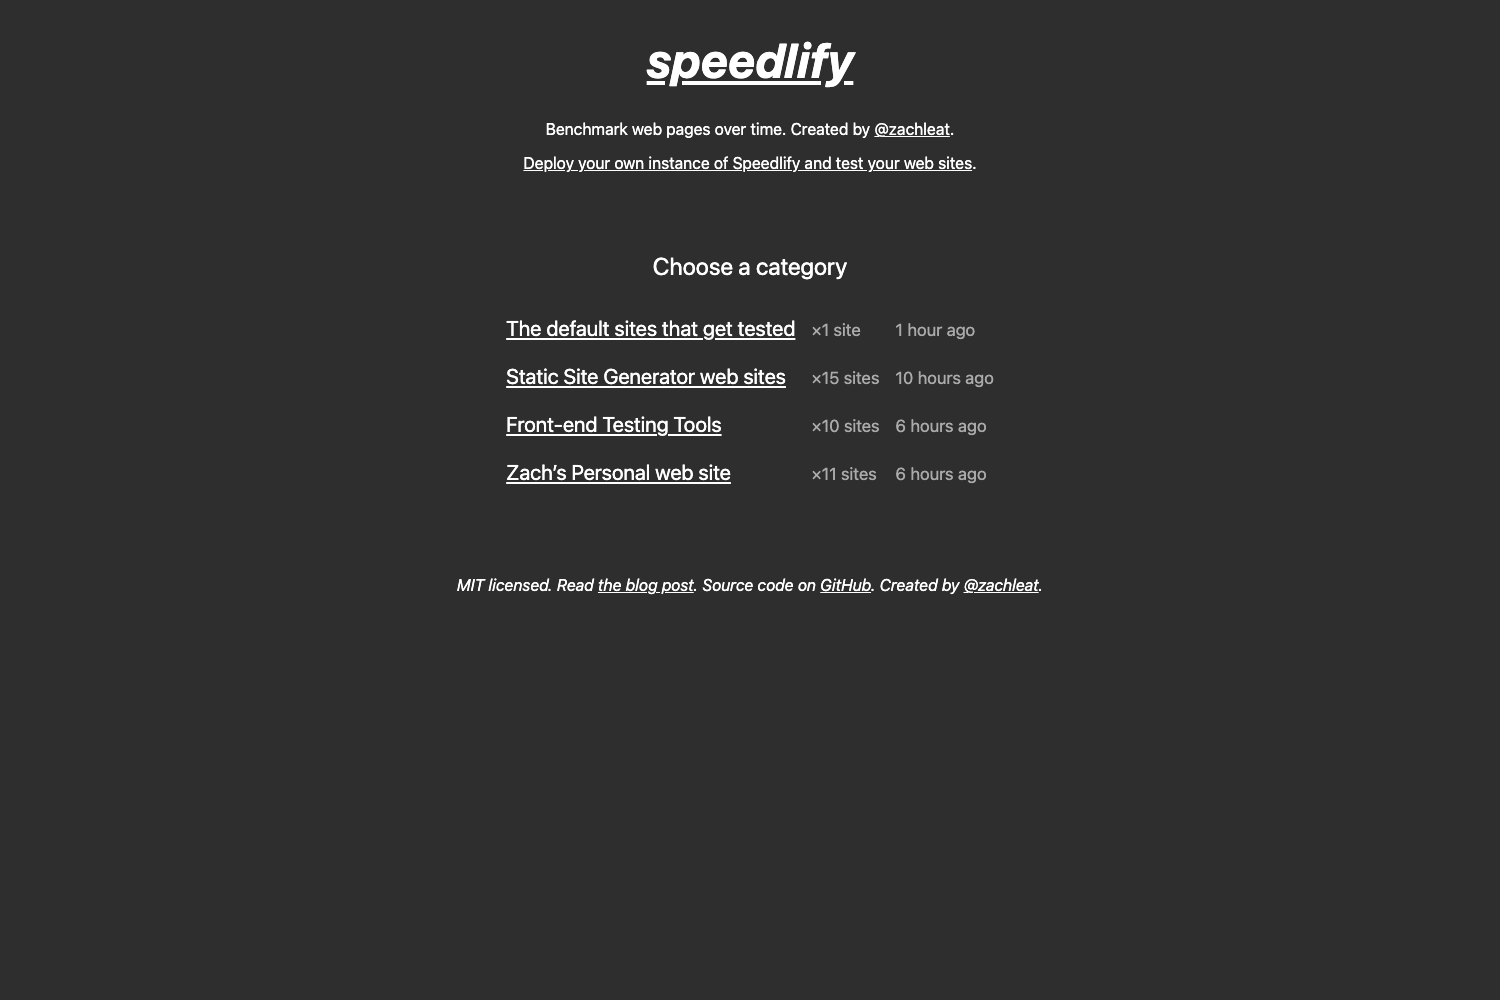 speedlify
Benchmark web pages over time. Created by @zachleat.
Deploy your own instance of Speedlify and test your web sites.
Choose a category
The default sites that get tested ×1 site 1 hour ago
Static Site Generator web sites ×15 sites 10 hours ago
Front-end Testing Tools ×10 sites 6 hours ago
Zach’s Personal web site ×11 sites 6 hours ago
MIT licensed. Read the blog post. Source code on GitHub. Created by @zachleat.